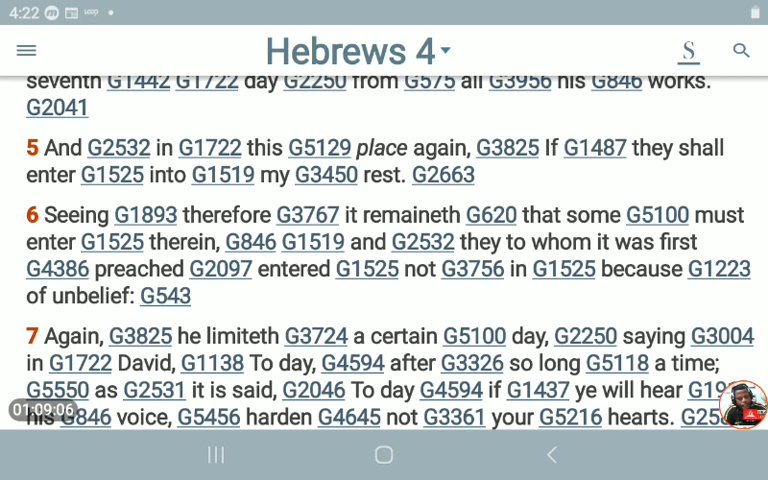 4:22
Hebrews 4
S
seventh G1442 G1722 day G2250 from G575 all G3956 his G846 works.
G2041
5 And G2532 in G1722 this G5129 place again, G3825 If G1487 they shall
enter G1525 into G1519 my G3450 rest. G2663
6 Seeing G1893 therefore G3767 it remaineth G620 that some G5100 must
enter G1525 therein, G846 G1519 and G2532 they to whom it was first
G4386 preached G2097 entered G1525 not G3756 in G1525 because G1223
of unbelief: G543
7 Again, G3825 he limiteth G3724 a certain G5100 day, G2250 saying G3004
in G1722 David, G1138 To day, G4594 after G3326 so long G5118 a time;
G5550 as G2531 it is said, G2046 To day G4594 if G1437 ye will hear
01:09:06
his G846 voice, G5456 harden G4645 not G3361 your G5216 hearts.